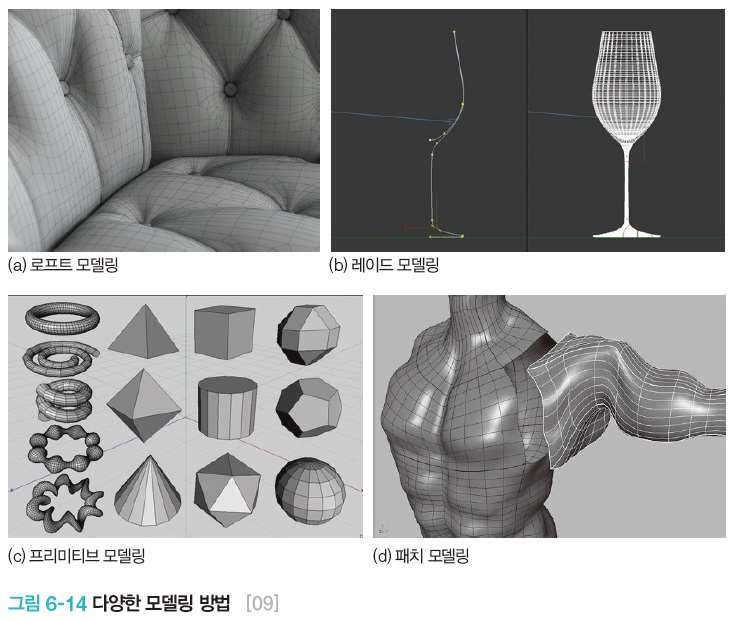 (a) 로프트 모델링
(b) 레이드 모델링
(c) 프리미티브 모델링
(d) 패치 모델링
그림 6-14 다양한 모델링 방법 [09]